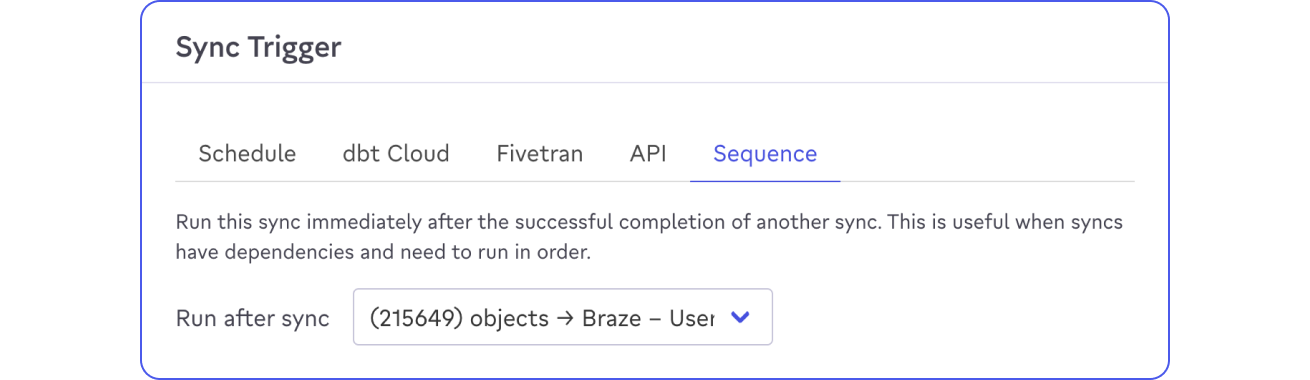 Sync Trigger
Schedule dbt Cloud Fivetran API Sequence
Run this sync immediately after the successful completion of another sync. This is useful when syncs
have dependencies and need to run in order.
Run after sync (215649) objects → Braze – User